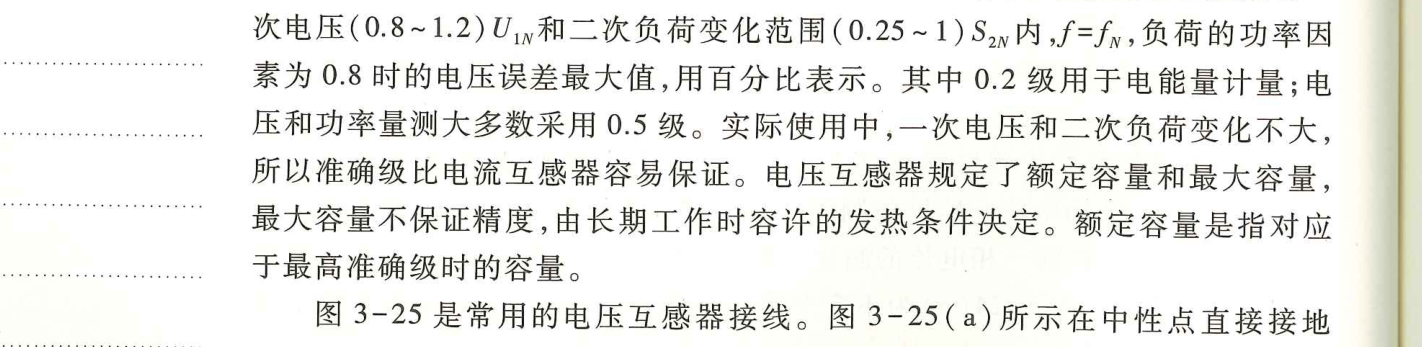 次电压(0.8~1.2)U₁N和二次负荷变化范围(0.25~1)S₂N内,f=fN,负荷的功率因
素为 0.8 时的电压误差最大值,用百分比表示。其中 0.2 级用于电能量计量;电
压和功率量测大多数采用 0.5 级。实际使用中,一次电压和二次负荷变化不大,
所以准确级比电流互感器容易保证。电压互感器规定了额定容量和最大容量,
最大容量不保证精度,由长期工作时容许的发热条件决定。额定容量是指对应
于最高准确级时的容量。
图 3-25 是常用的电压互感器接线。图 3-25(a)所示在中性点直接接地